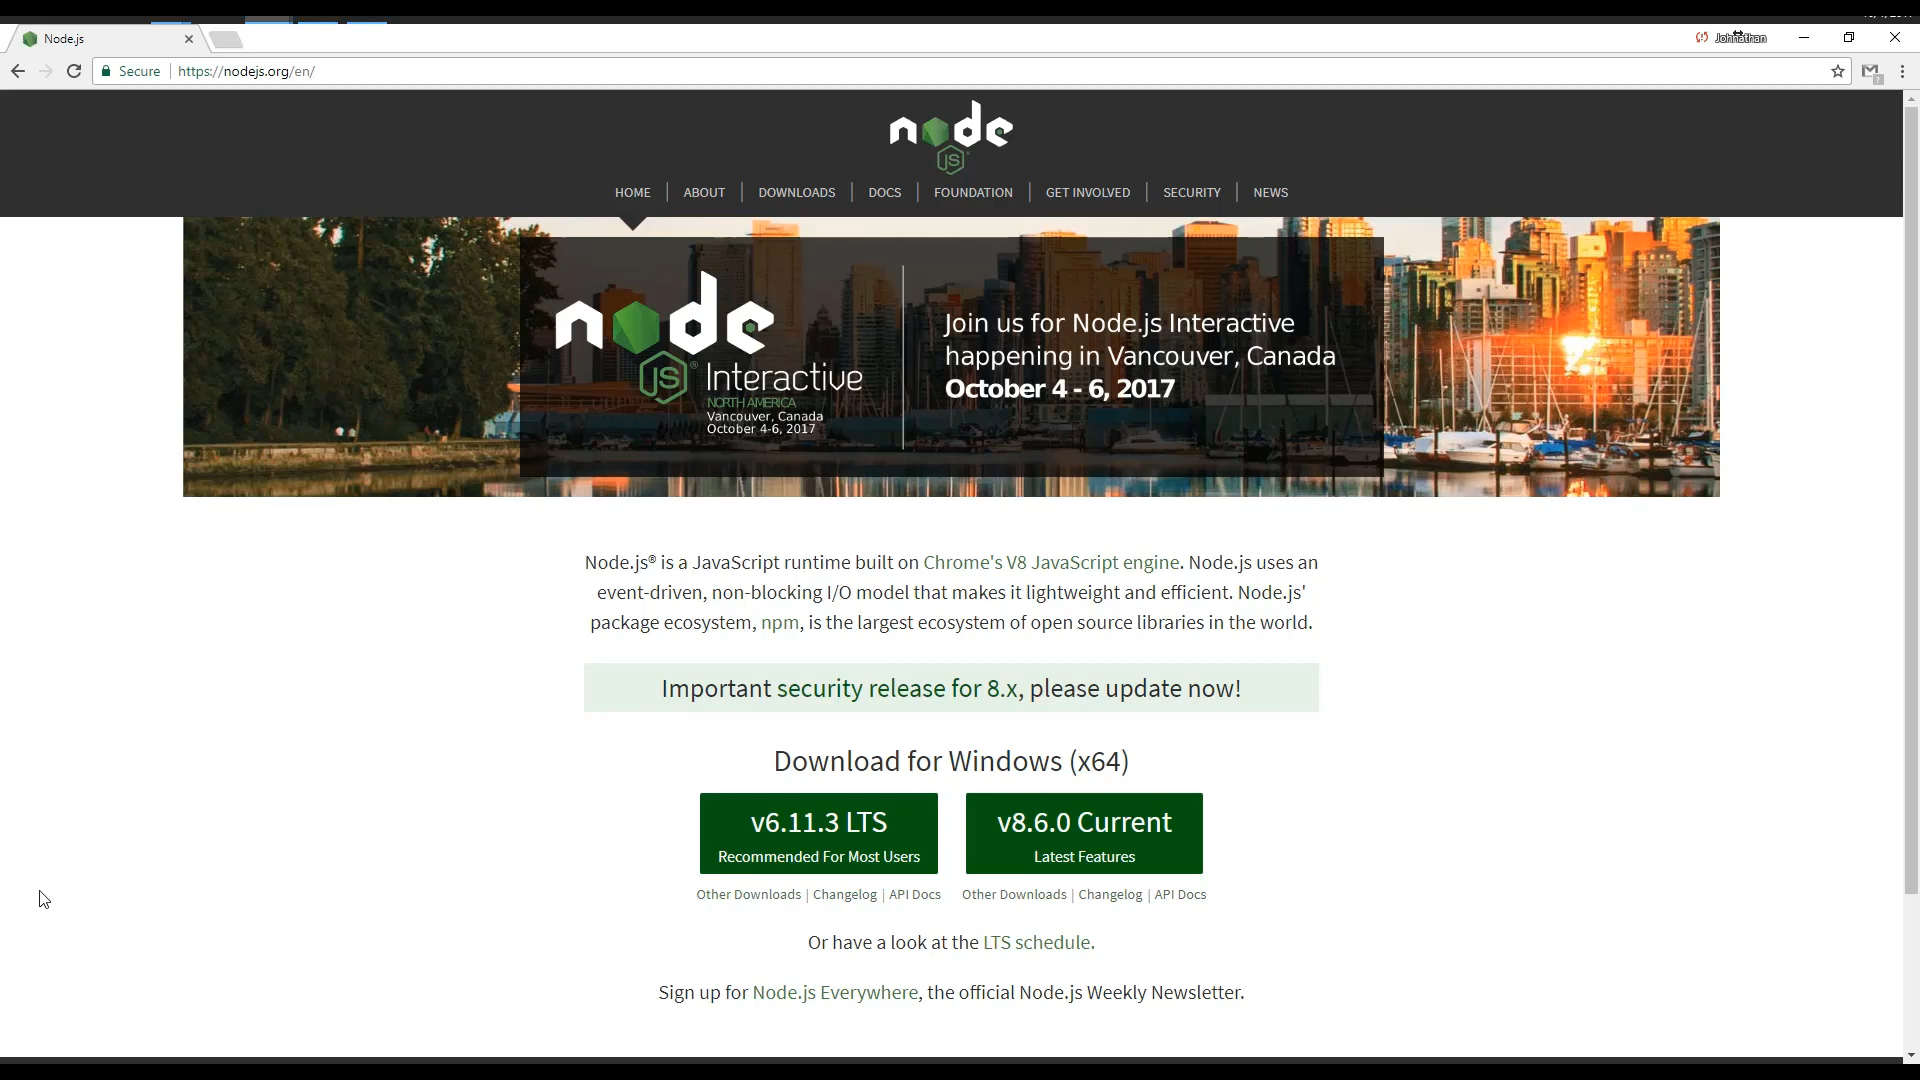 Node.js
Johnathan
Secure
https://nodejs.org/en/
node
JS
HOME
ABOUT
DOWNLOADS
DOCS
FOUNDATION
GET INVOLVED
SECURITY
NEWS
node
JS ® Interactive
NORTH AMERICA
Vancouver, Canada
October 4-6, 2017
Join us for Node.js Interactive
happening in Vancouver, Canada
October 4 - 6, 2017
Node.js® is a JavaScript runtime built on Chrome's V8 JavaScript engine. Node.js uses an
event-driven, non-blocking I/O model that makes it lightweight and efficient. Node.js'
package ecosystem, npm, is the largest ecosystem of open source libraries in the world.
Important security release for 8.x, please update now!
Download for Windows (x64)
v6.11.3 LTS
Recommended For Most Users
v8.6.0 Current
Latest Features
Other Downloads | Changelog | API Docs
Other Downloads | Changelog | API Docs
Or have a look at the LTS schedule.
Sign up for Node.js Everywhere, the official Node.js Weekly Newsletter.